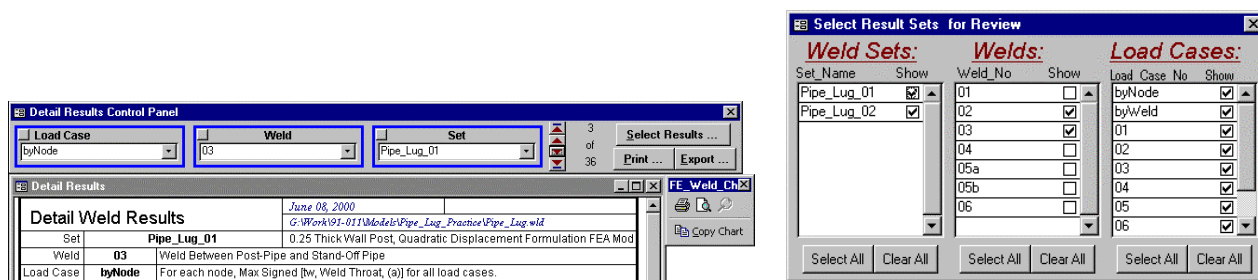 Detail Results Control Panel
Load Case Weld Set
byNode 03 Pipe_Lug_01
3 of 36
Select Results ...
Print ... Export ...
Detail Results
FE_Weld_Ch
Copy Chart
Detail Weld Results
June 08, 2000
G:\Work\91-011\Models\Pipe_Lug_Practice\Pipe_Lug.wld
Set Pipe_Lug_01 0.25 Thick Wall Post, Quadratic Displacement Formulation FEA Mod
Weld 03 Weld Between Post-Pipe and Stand-Off Pipe
Load Case byNode For each node, Max Signed [tw, Weld Throat, (a)] for all load cases.
Select Result Sets for Review
Weld Sets: Welds: Load Cases:
Set_Name Show Weld_No Show Load_Case_No Show
Pipe_Lug_01 01 byNode
Pipe_Lug_02 02 byWeld
03 01
04 02
05a 03
05b 04
06 05
06
Select All Clear All Select All Clear All Select All Clear All